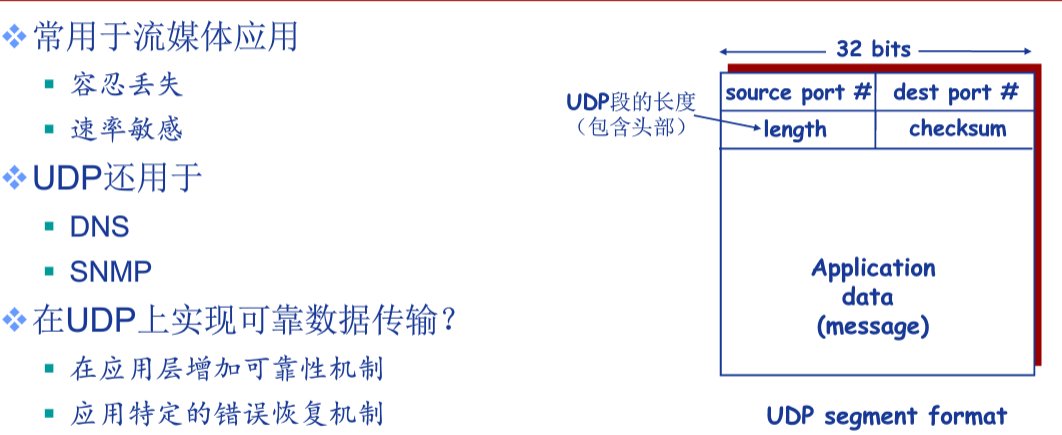 常用于流媒体应用
容忍丢失
速率敏感
UDP还用于
DNS
SNMP
在UDP上实现可靠数据传输？
在应用层增加可靠性机制
应用特定的错误恢复机制
32 bits
source port # dest port #
UDP段的长度
（包含头部）
length checksum
Application
data
(message)
UDP segment format